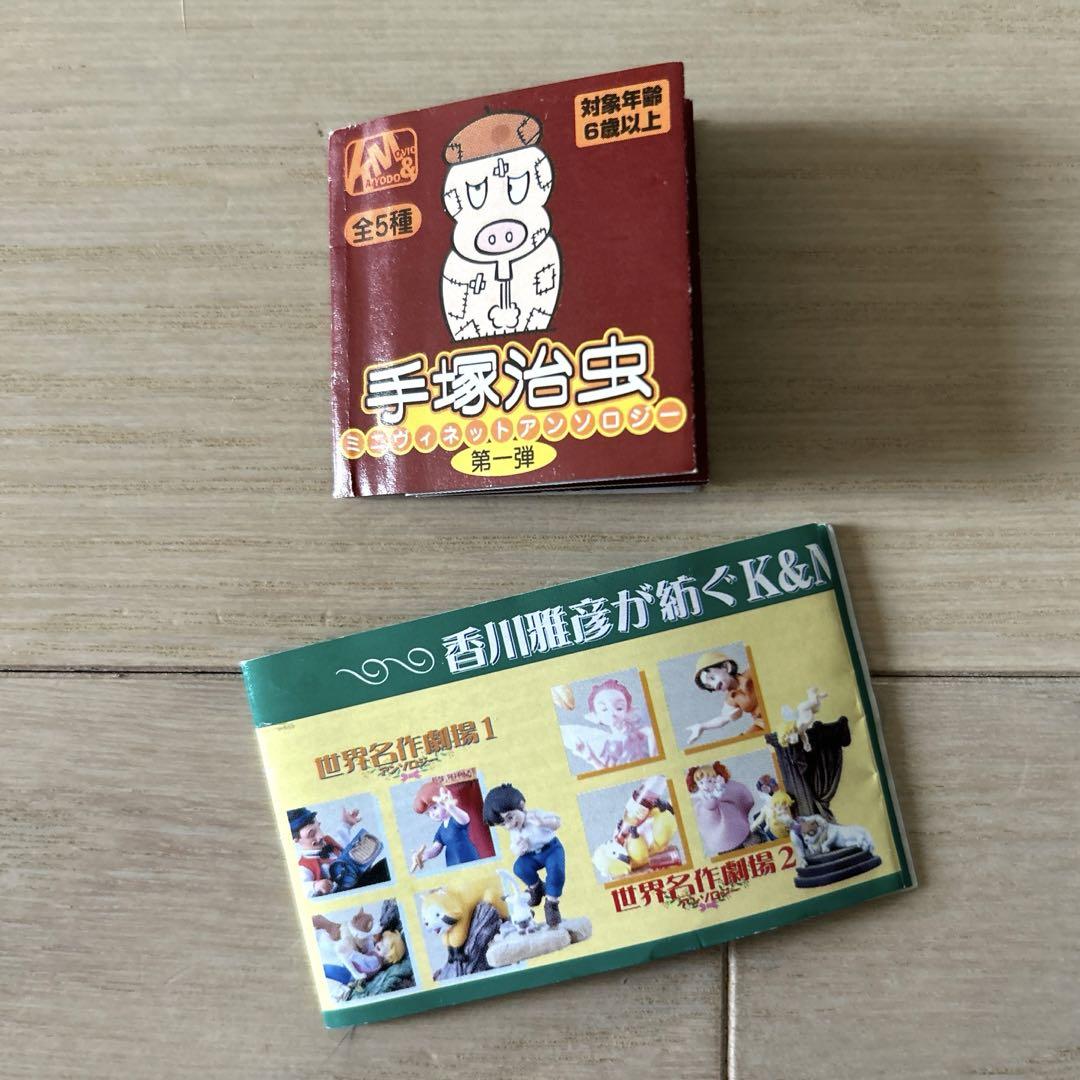 対象年齢
6歳以上
K&M
MOVIC
KAIYODO
全5種
手塚治虫
ミニヴィネットアンソロジー
第一弾
香川雅彦が紡ぐK&M
世界名作劇場1
アンソロジー
世界名作劇場2
アンソロジー